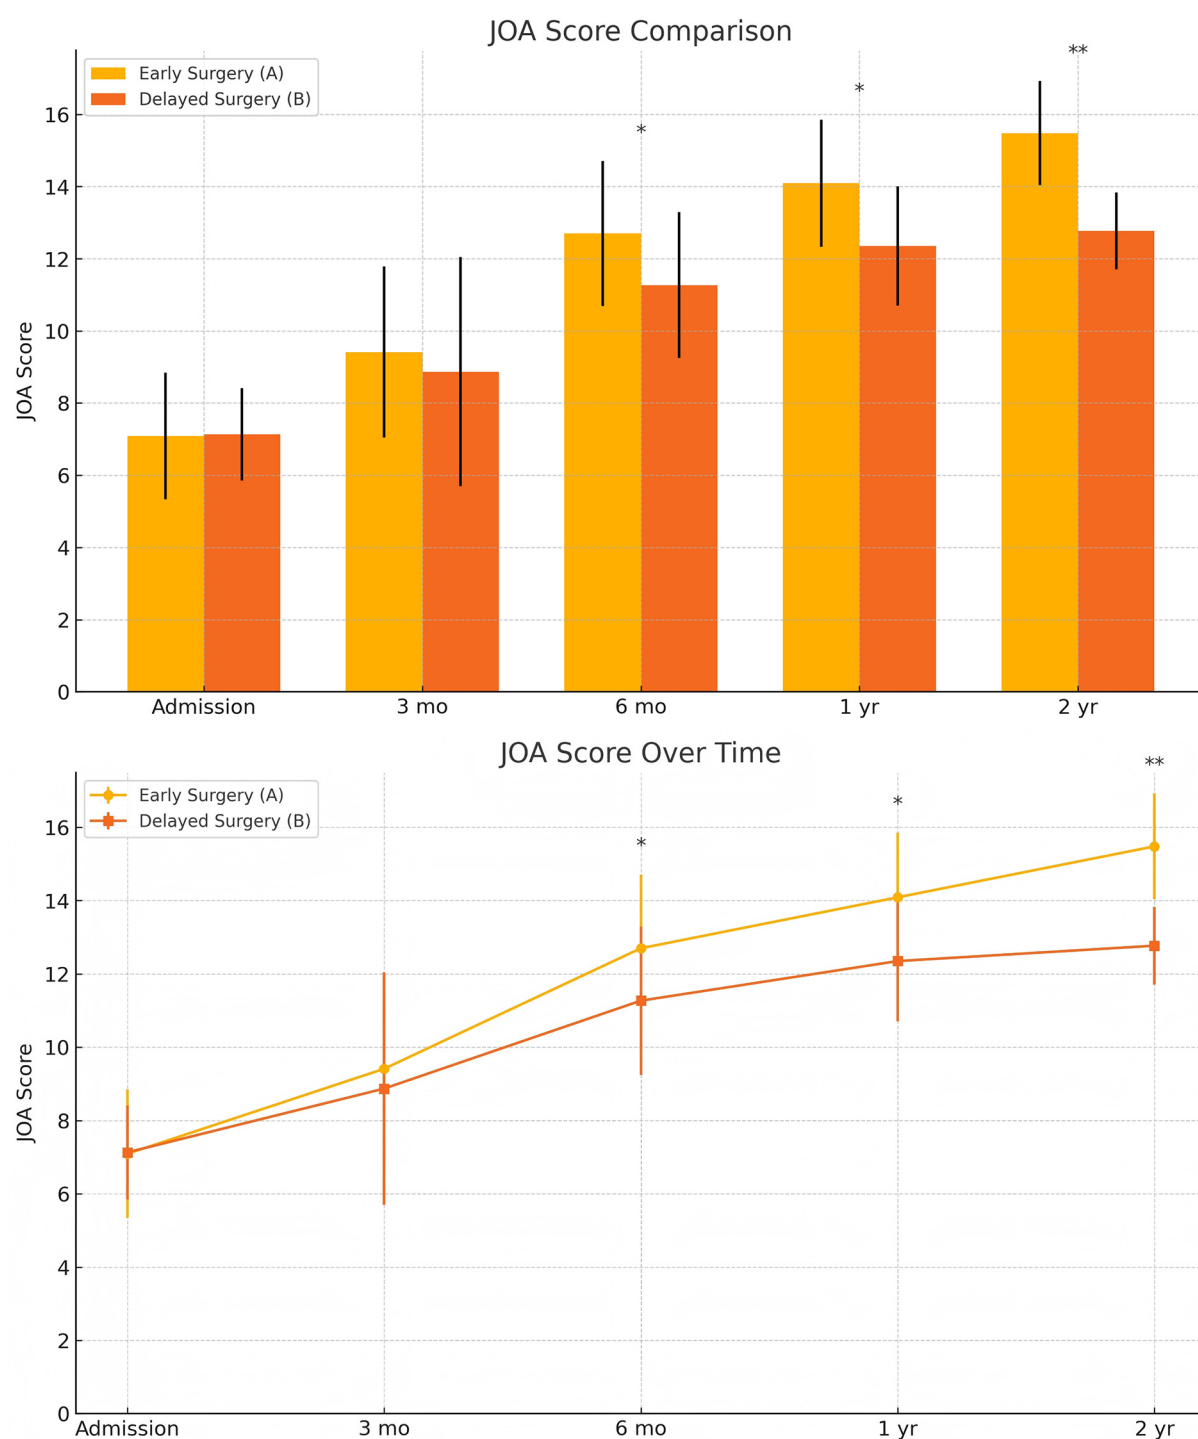 JOA Score Comparison
**
Early Surgery (A)
Delayed Surgery (B)
*
*
16
14
12
10
8
6
4
2
0
JOA Score
Admission
3 mo
6 mo
1 yr
2 yr
JOA Score Over Time
**
Early Surgery (A)
Delayed Surgery (B)
*
*
16
14
12
10
8
6
4
2
0
JOA Score
Admission
3 mo
6 mo
1 yr
2 yr